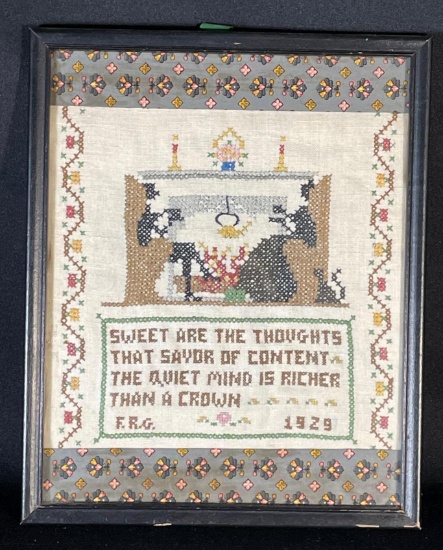 SWEET ARE THE THOUGHTS
THAT SAVOR OF CONTENT
THE QUIET MIND IS RICHER
THAN A CROWN
F.R.G. 1929